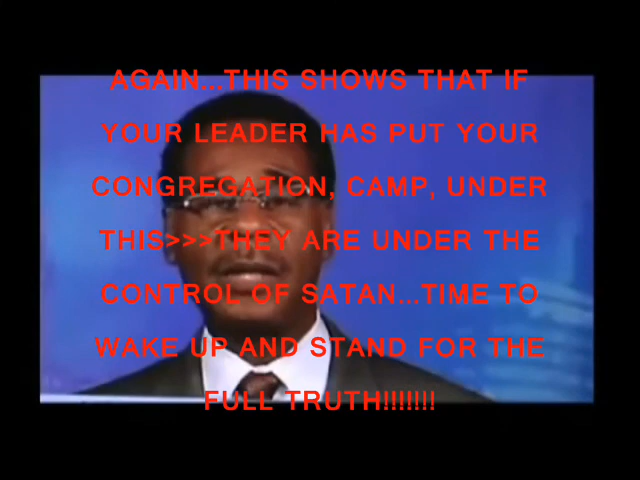 AGAIN...THIS SHOWS THAT IF
YOUR LEADER HAS PUT YOUR
CONGREGATION, CAMP, UNDER
THIS>>>THEY ARE UNDER THE
CONTROL OF SATAN...TIME TO
WAKE UP AND STAND FOR THE
FULL TRUTH!!!!!!!